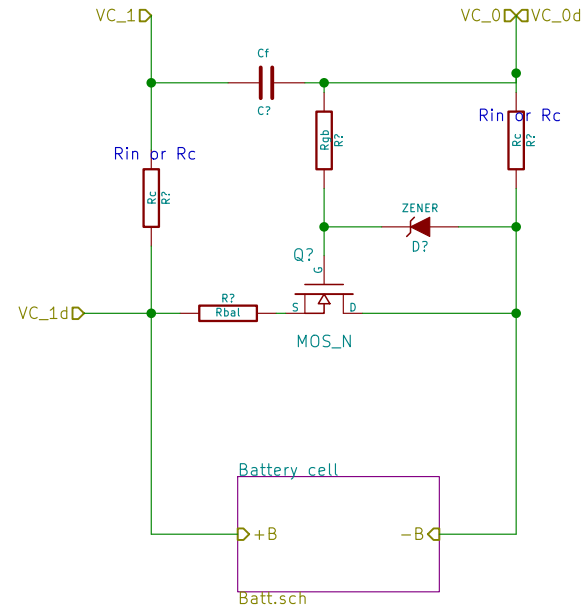 VC_1
VC_0
VC_0d
Cf
C?
Rgb
R?
Rin or Rc
Rc
R?
Rin or Rc
Rc
R?
ZENER
D?
Q?
G
R?
Rbal
S
D
VC_1d
MOS_N
Battery cell
+B
-B
Batt.sch